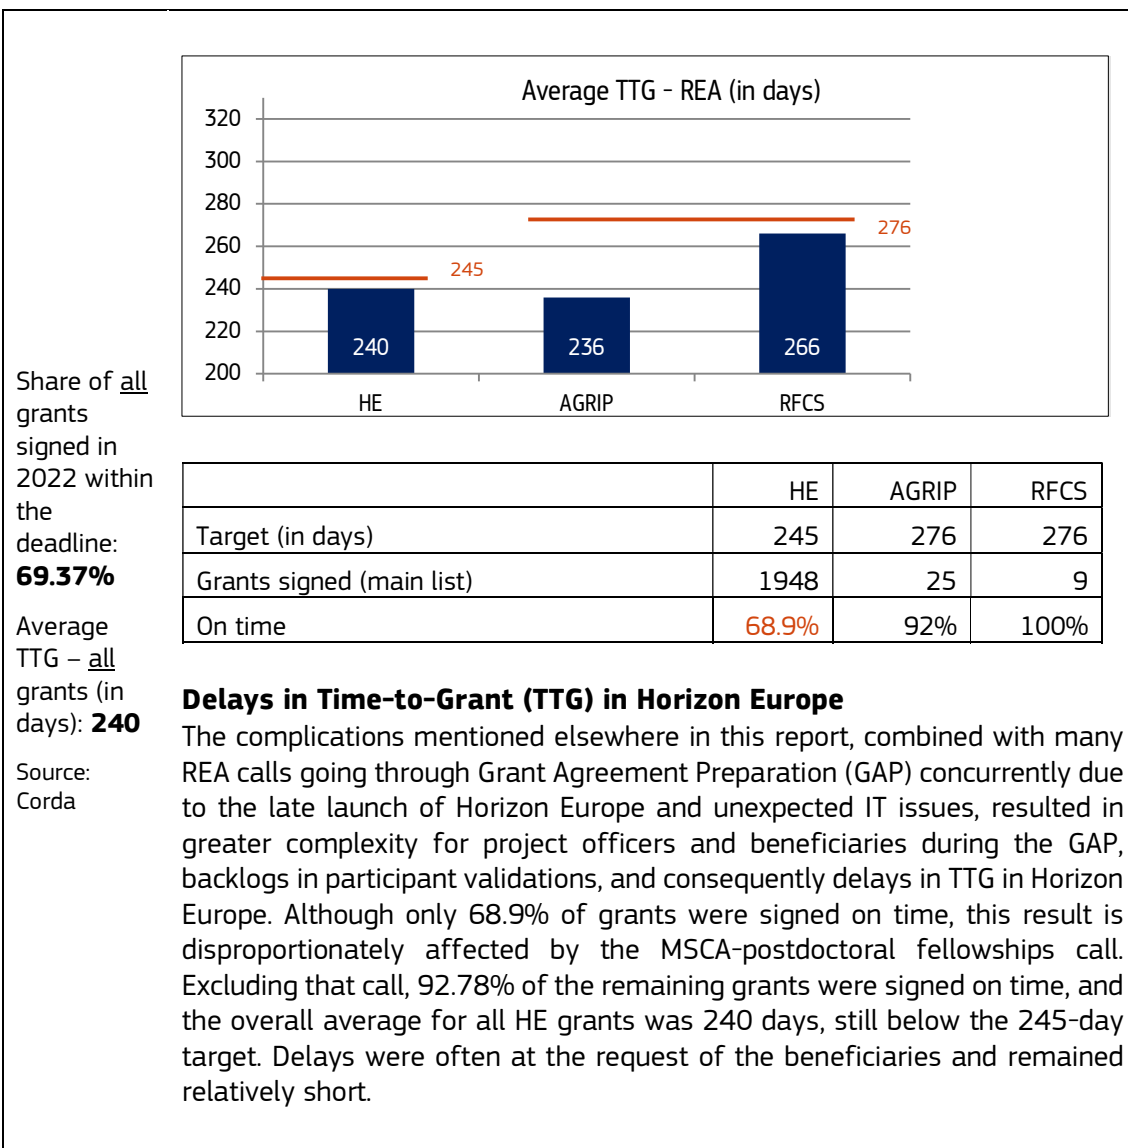 Average TTG - REA (in days)
320
300
280
260
240
220
200
245
276
240
236
266
HE
AGRIP
RFCS
Share of all
grants
signed in
2022 within
the
deadline:
69.37%
Average
TTG – all
grants (in
days): 240
Source:
Corda
HE AGRIP RFCS
Target (in days) 245 276 276
Grants signed (main list) 1948 25 9
On time 68.9% 92% 100%
Delays in Time-to-Grant (TTG) in Horizon Europe
The complications mentioned elsewhere in this report, combined with many
REA calls going through Grant Agreement Preparation (GAP) concurrently due
to the late launch of Horizon Europe and unexpected IT issues, resulted in
greater complexity for project officers and beneficiaries during the GAP,
backlogs in participant validations, and consequently delays in TTG in Horizon
Europe. Although only 68.9% of grants were signed on time, this result is
disproportionately affected by the MSCA-postdoctoral fellowships call.
Excluding that call, 92.78% of the remaining grants were signed on time, and
the overall average for all HE grants was 240 days, still below the 245-day
target. Delays were often at the request of the beneficiaries and remained
relatively short.